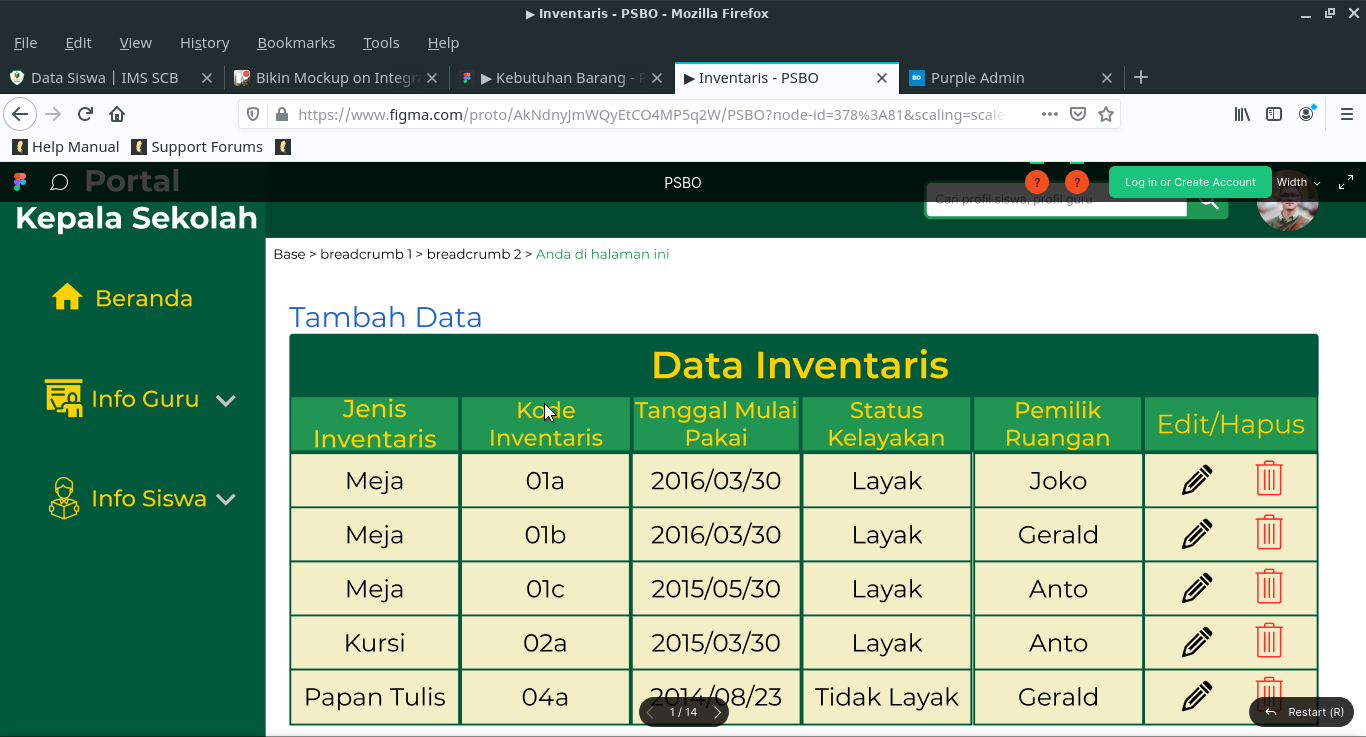 ▶ Inventaris - PSBO - Mozilla Firefox
File Edit View History Bookmarks Tools Help
Data Siswa | IMS SCB
Bikin Mockup on Integr
▶ Kebutuhan Barang -
▶ Inventaris - PSBO
BD Purple Admin
https://www.figma.com/proto/AkNdnyJmWQyEtCO4MP5q2W/PSBO?node-id=378%3A81&scaling=scale
Help Manual Support Forums
Portal
PSBO
? ?
Log in or Create Account
Width
Kepala Sekolah
Cari profil siswa, profil guru
Base > breadcrumb 1 > breadcrumb 2 > Anda di halaman ini
Beranda
Info Guru
Info Siswa
Tambah Data
Data Inventaris
Jenis Inventaris Kode Inventaris Tanggal Mulai Pakai Status Kelayakan Pemilik Ruangan Edit/Hapus
Meja 01a 2016/03/30 Layak Joko
Meja 01b 2016/03/30 Layak Gerald
Meja 01c 2015/05/30 Layak Anto
Kursi 02a 2015/03/30 Layak Anto
Papan Tulis 04a 2014/08/23 Tidak Layak Gerald
1 / 14
Restart (R)